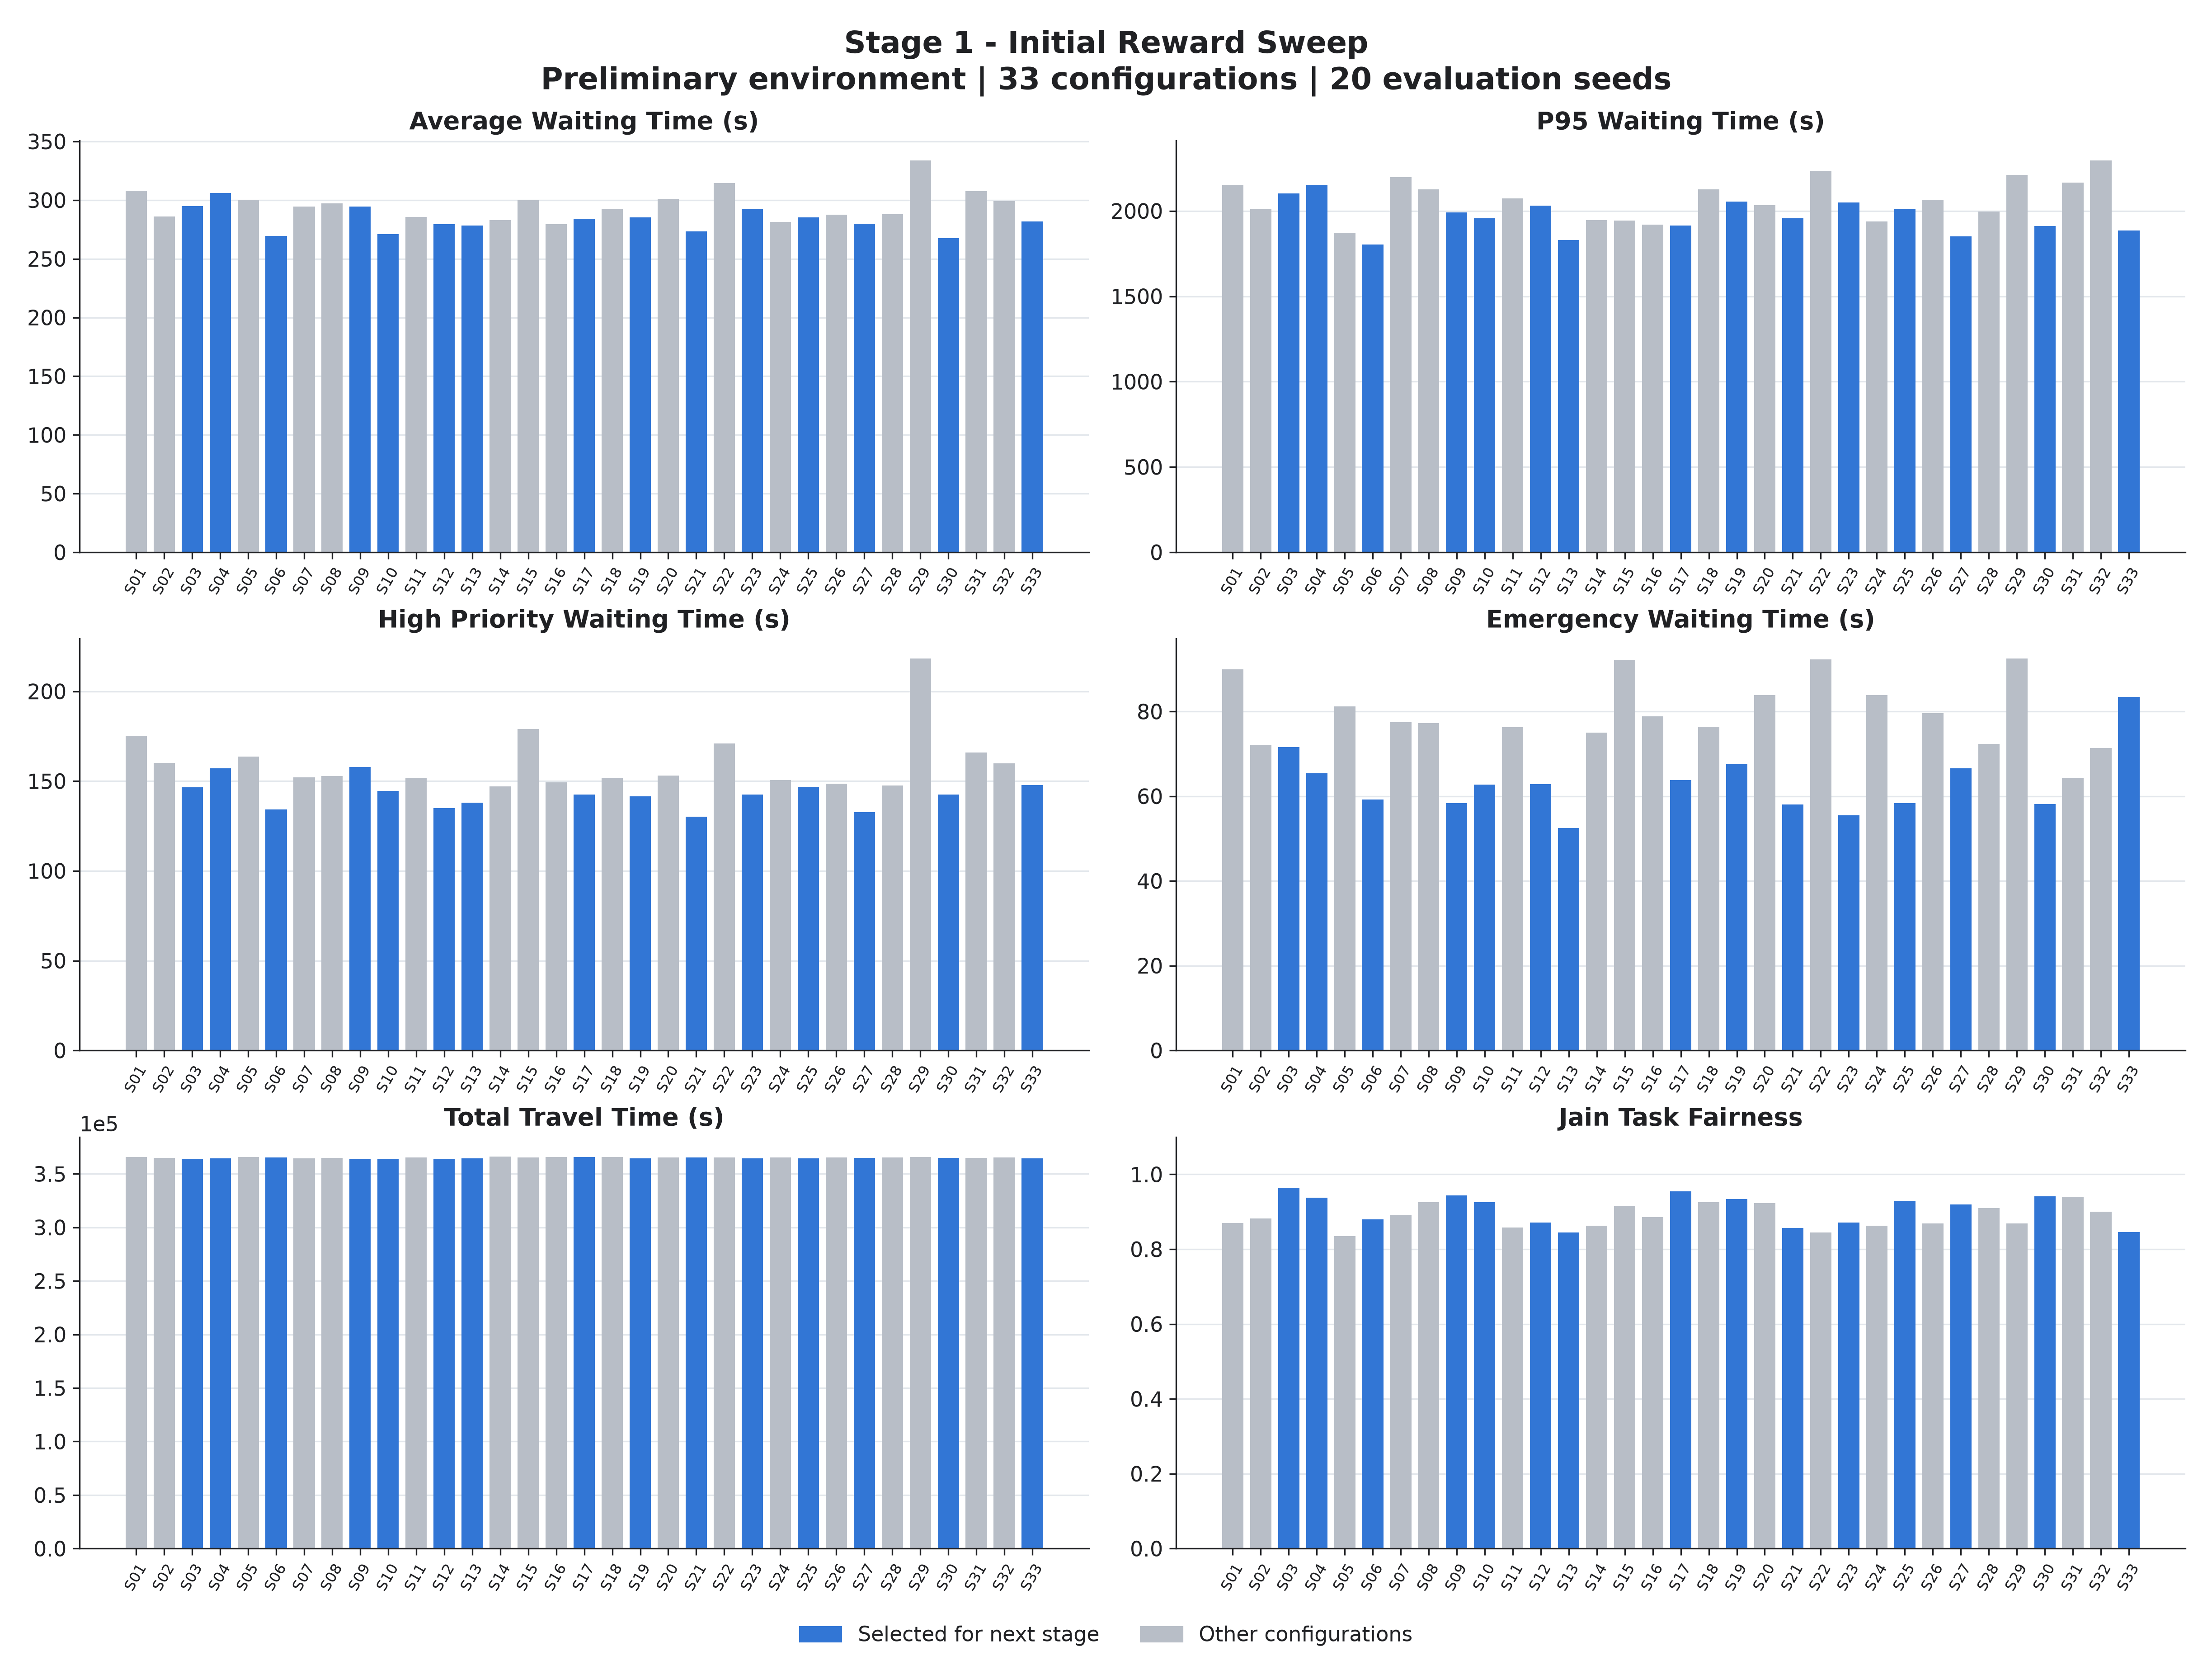 Stage 1 - Initial Reward Sweep
Preliminary environment | 33 configurations | 20 evaluation seeds
Average Waiting Time (s)
350
300
250
200
150
100
50
0
S01 S02 S03 S04 S05 S06 S07 S08 S09 S10 S11 S12 S13 S14 S15 S16 S17 S18 S19 S20 S21 S22 S23 S24 S25 S26 S27 S28 S29 S30 S31 S32 S33
P95 Waiting Time (s)
2000
1500
1000
500
0
S01 S02 S03 S04 S05 S06 S07 S08 S09 S10 S11 S12 S13 S14 S15 S16 S17 S18 S19 S20 S21 S22 S23 S24 S25 S26 S27 S28 S29 S30 S31 S32 S33
High Priority Waiting Time (s)
200
150
100
50
0
S01 S02 S03 S04 S05 S06 S07 S08 S09 S10 S11 S12 S13 S14 S15 S16 S17 S18 S19 S20 S21 S22 S23 S24 S25 S26 S27 S28 S29 S30 S31 S32 S33
Emergency Waiting Time (s)
80
60
40
20
0
S01 S02 S03 S04 S05 S06 S07 S08 S09 S10 S11 S12 S13 S14 S15 S16 S17 S18 S19 S20 S21 S22 S23 S24 S25 S26 S27 S28 S29 S30 S31 S32 S33
Total Travel Time (s)
1e5
3.5
3.0
2.5
2.0
1.5
1.0
0.5
0.0
S01 S02 S03 S04 S05 S06 S07 S08 S09 S10 S11 S12 S13 S14 S15 S16 S17 S18 S19 S20 S21 S22 S23 S24 S25 S26 S27 S28 S29 S30 S31 S32 S33
Jain Task Fairness
1.0
0.8
0.6
0.4
0.2
0.0
S01 S02 S03 S04 S05 S06 S07 S08 S09 S10 S11 S12 S13 S14 S15 S16 S17 S18 S19 S20 S21 S22 S23 S24 S25 S26 S27 S28 S29 S30 S31 S32 S33
Selected for next stage
Other configurations